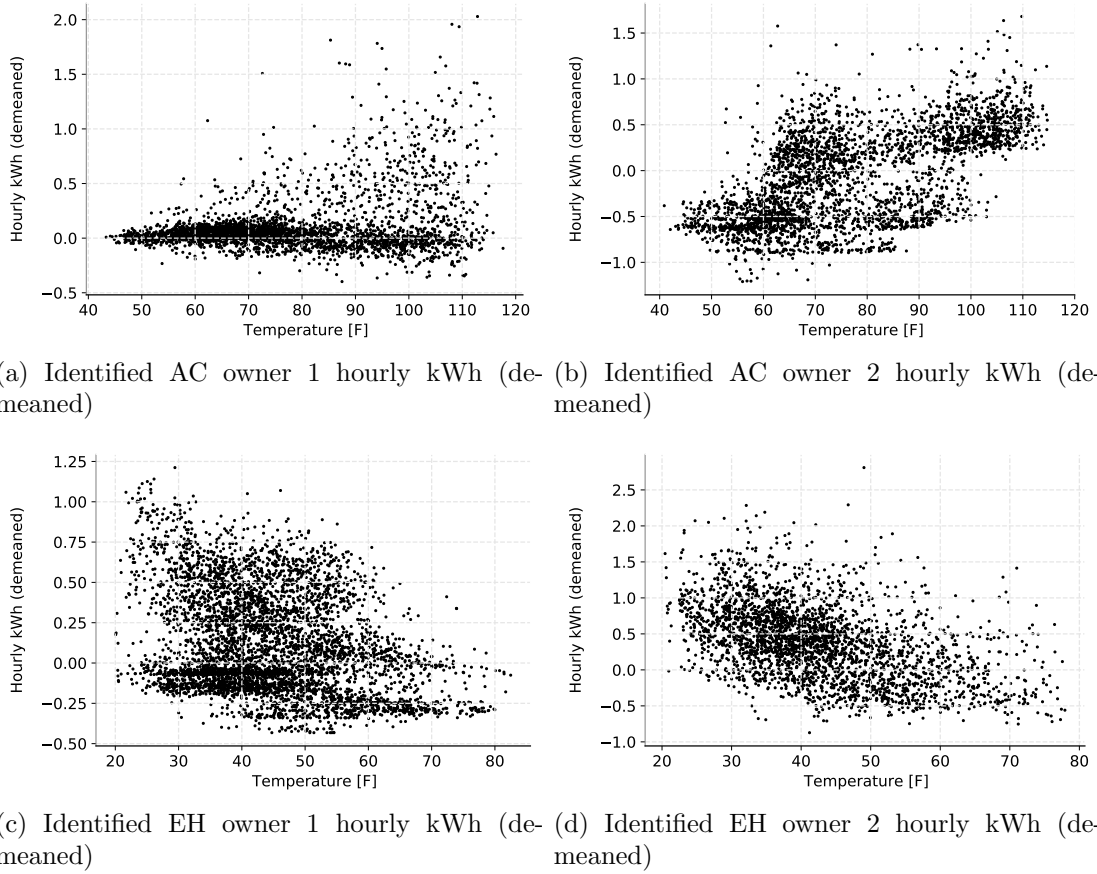 2.0
1.5
1.0
0.5
0.0
−0.5
Hourly kWh (demeaned)
40 50 60 70 80 90 100 110 120
Temperature [F]
1.5
1.0
0.5
0.0
−0.5
−1.0
Hourly kWh (demeaned)
40 50 60 70 80 90 100 110 120
Temperature [F]
(a) Identified AC owner 1 hourly kWh (de-
meaned)
(b) Identified AC owner 2 hourly kWh (de-
meaned)
1.25
1.00
0.75
0.50
0.25
0.00
−0.25
−0.50
Hourly kWh (demeaned)
20 30 40 50 60 70 80
Temperature [F]
2.5
2.0
1.5
1.0
0.5
0.0
−0.5
−1.0
Hourly kWh (demeaned)
20 30 40 50 60 70 80
Temperature [F]
(c) Identified EH owner 1 hourly kWh (de-
meaned)
(d) Identified EH owner 2 hourly kWh (de-
meaned)